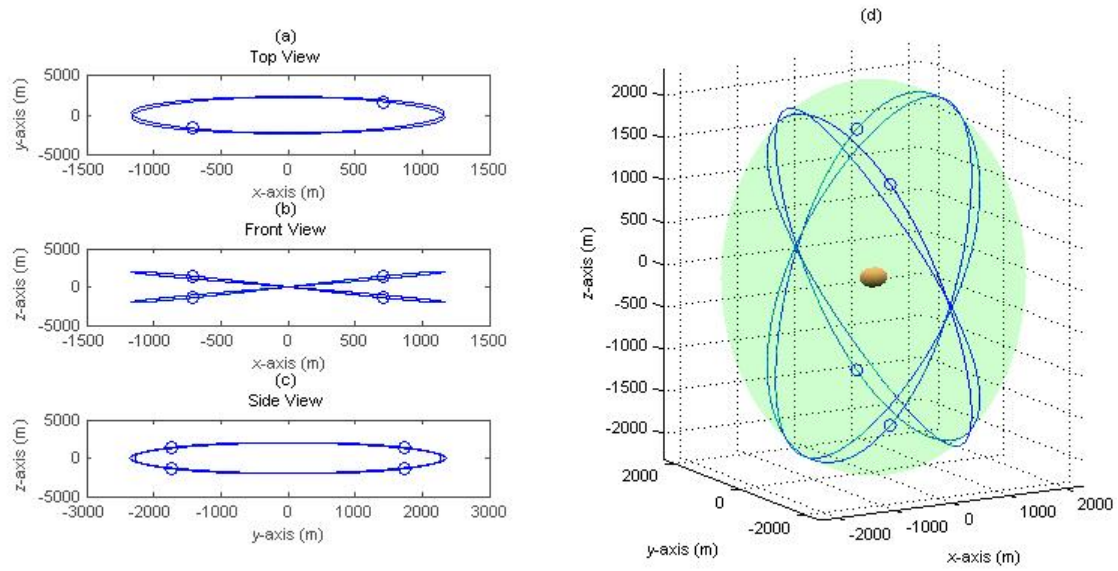 (a)
Top View
5000
0
-5000
y-axis (m)
-1500 -1000 -500 0 500 1000 1500
x-axis (m)
(b)
Front View
5000
0
-5000
z-axis (m)
-1500 -1000 -500 0 500 1000 1500
x-axis (m)
(c)
Side View
5000
0
-5000
z-axis (m)
-3000 -2000 -1000 0 1000 2000 3000
y-axis (m)
(d)
2000
1500
1000
500
0
-500
-1000
-1500
-2000
z-axis (m)
2000 0 -2000
y-axis (m)
-2000 -1000 0 1000 2000
x-axis (m)